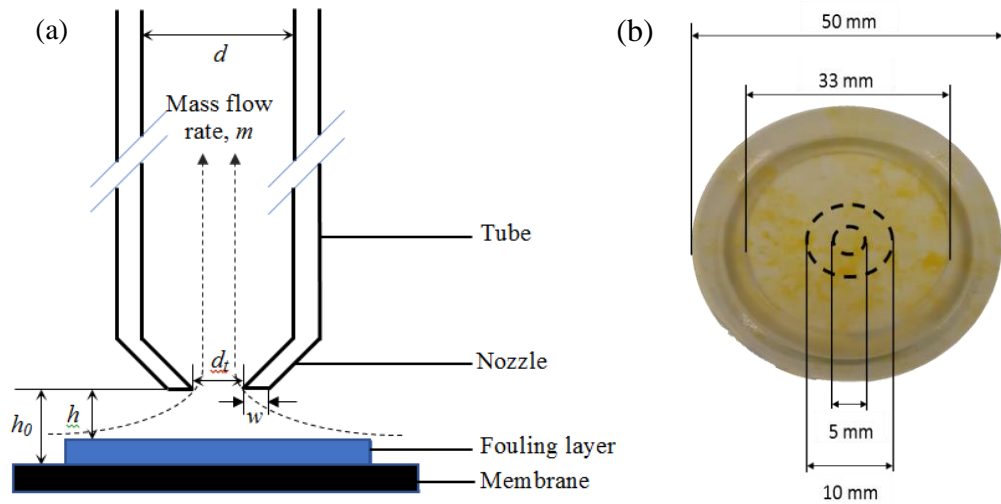 (a)
d
Mass flow
rate, m
Tube
dt
Nozzle
h0
h
w
Fouling layer
Membrane
(b)
50 mm
33 mm
5 mm
10 mm